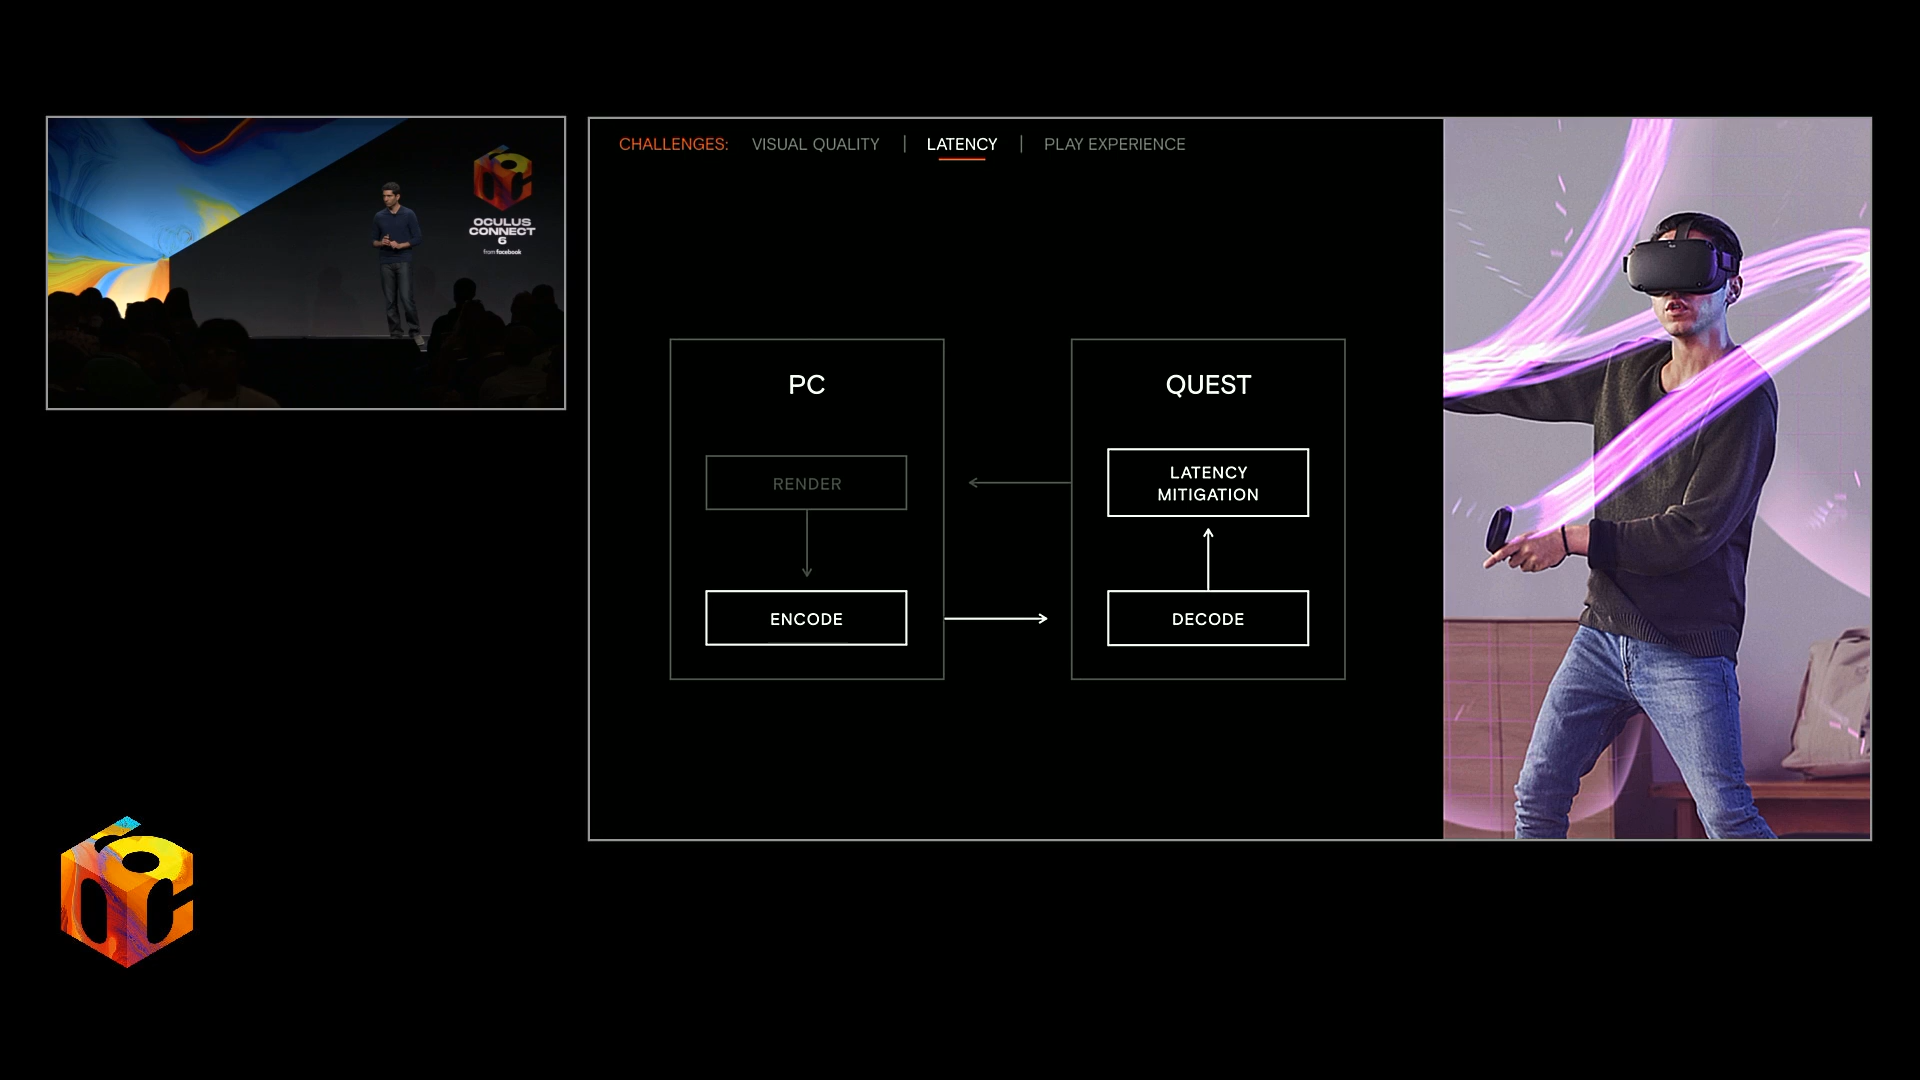 OCULUS
CONNECT
6
from facebook
CHALLENGES: VISUAL QUALITY | LATENCY | PLAY EXPERIENCE
PC
RENDER
ENCODE
QUEST
LATENCY
MITIGATION
DECODE